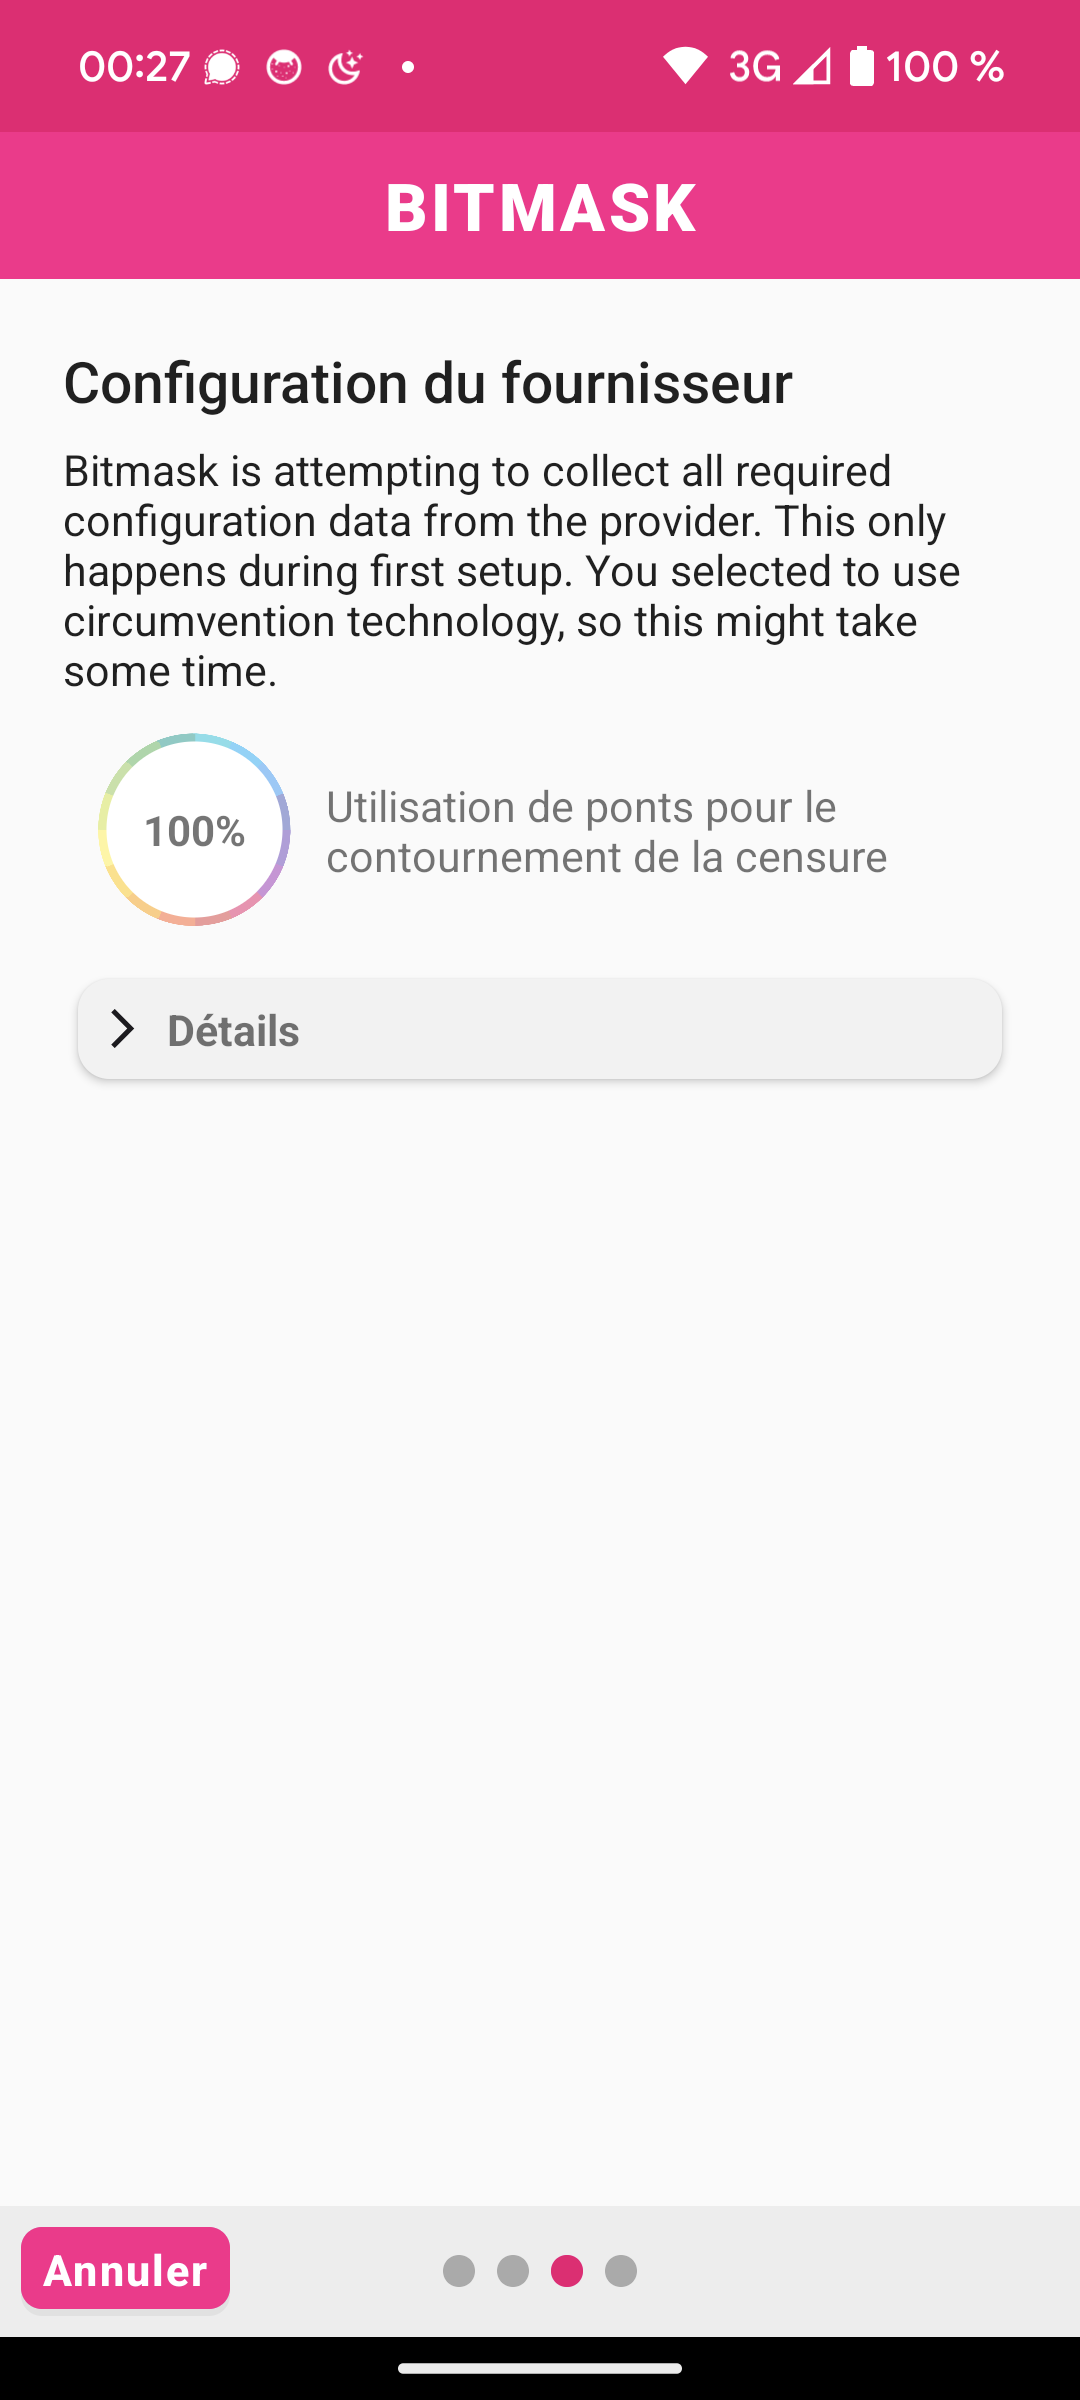 00:27
3G
100 %
BITMASK
Configuration du fournisseur
Bitmask is attempting to collect all required
configuration data from the provider. This only
happens during first setup. You selected to use
circumvention technology, so this might take
some time.
100%
Utilisation de ponts pour le
contournement de la censure
Détails
Annuler